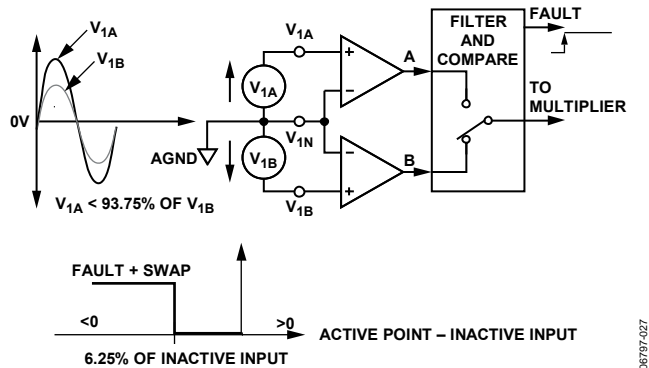 V1A
V1B
0V
V1A < 93.75% OF V1B
AGND
V1A
V1A
V1N
V1B
V1B
+
−
−
+
A
B
FILTER
AND
COMPARE
FAULT
TO
MULTIPLIER
FAULT + SWAP
<0
>0
ACTIVE POINT – INACTIVE INPUT
6.25% OF INACTIVE INPUT
06797-027